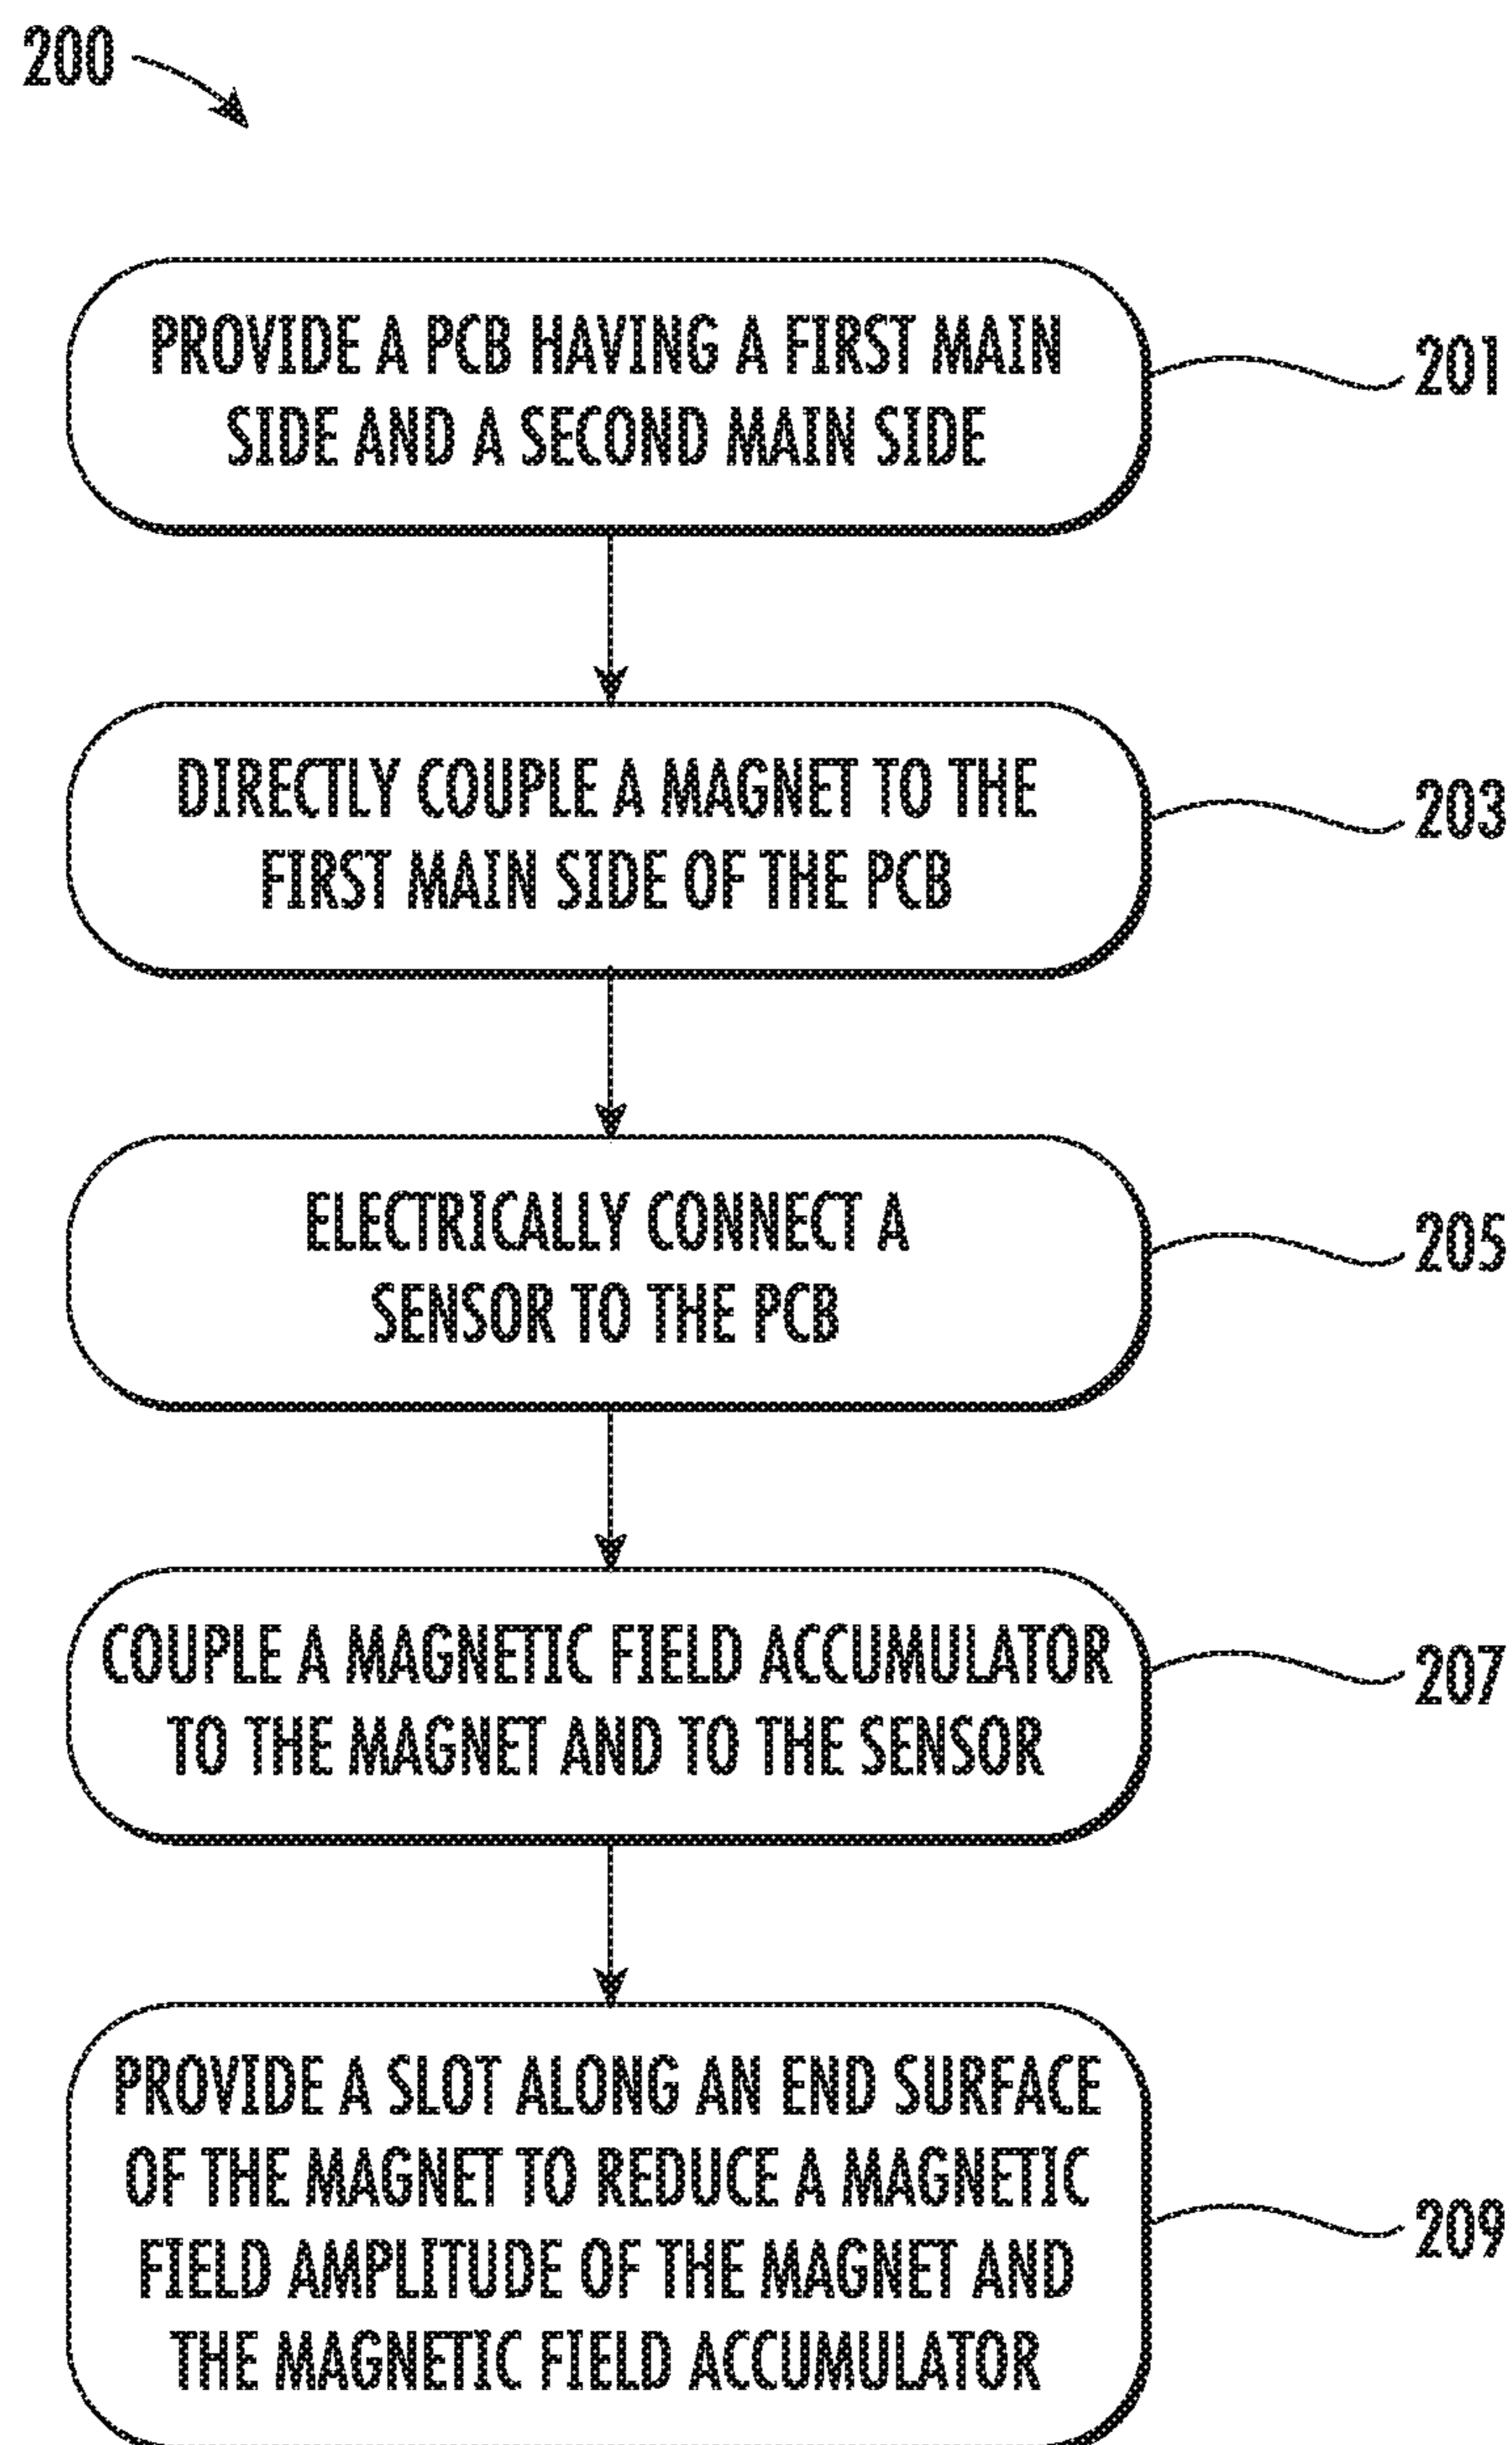 200
PROVIDE A PCB HAVING A FIRST MAIN
SIDE AND A SECOND MAIN SIDE
201
DIRECTLY COUPLE A MAGNET TO THE
FIRST MAIN SIDE OF THE PCB
203
ELECTRICALLY CONNECT A
SENSOR TO THE PCB
205
COUPLE A MAGNETIC FIELD ACCUMULATOR
TO THE MAGNET AND TO THE SENSOR
207
PROVIDE A SLOT ALONG AN END SURFACE
OF THE MAGNET TO REDUCE A MAGNETIC
FIELD AMPLITUDE OF THE MAGNET AND
THE MAGNETIC FIELD ACCUMULATOR
209